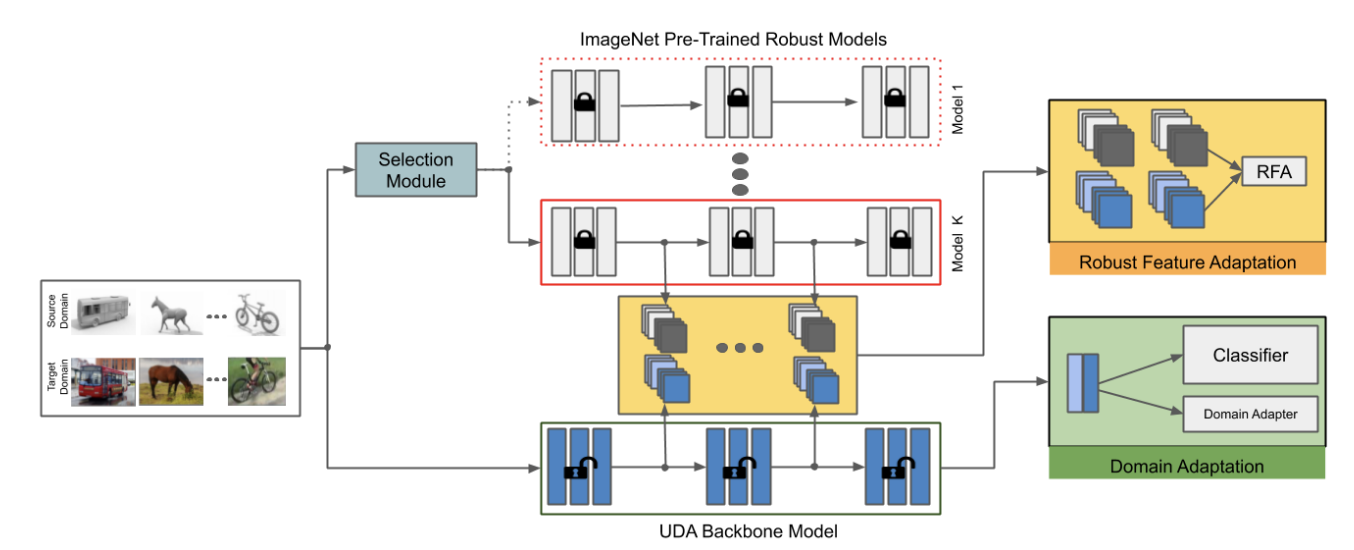 ImageNet Pre-Trained Robust Models
Model 1
Selection
Module
RFA
Model K
Robust Feature Adaptation
Source
Domain
Target
Domain
Classifier
Domain Adapter
Domain Adaptation
UDA Backbone Model